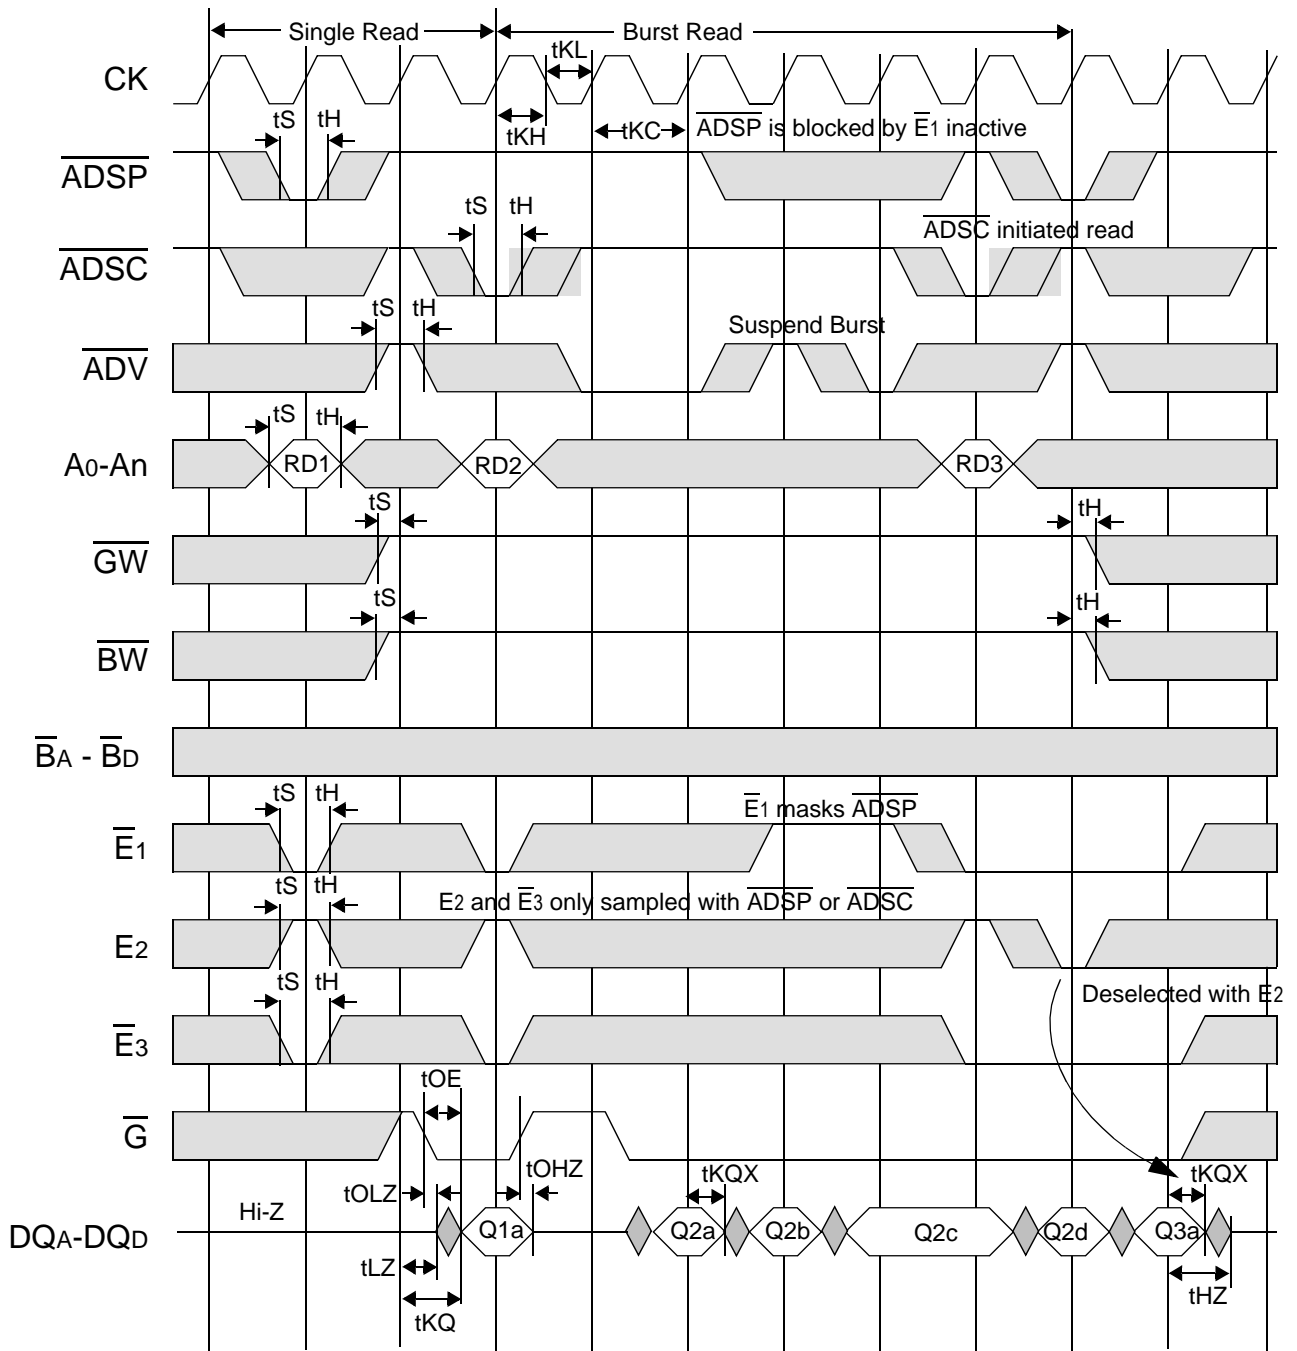 Single Read
Burst Read
CK
tKL
tS
tH
tKH
tKC
ADSP is blocked by E1 inactive
ADSP
tS
tH
ADSC initiated read
ADSC
tS
tH
Suspend Burst
ADV
tS
tH
A0-An
RD1
RD2
RD3
tS
tH
GW
tS
tH
BW
BA - BD
tS
tH
E1 masks ADSP
E1
tS
tH
E2 and E3 only sampled with ADSP or ADSC
E2
tS
tH
Deselected with E2
E3
tOE
G
tOHZ
tKQX
tKQX
tOLZ
Hi-Z
DQA-DQD
Q1a
Q2a
Q2b
Q2c
Q2d
Q3a
tLZ
tHZ
tKQ